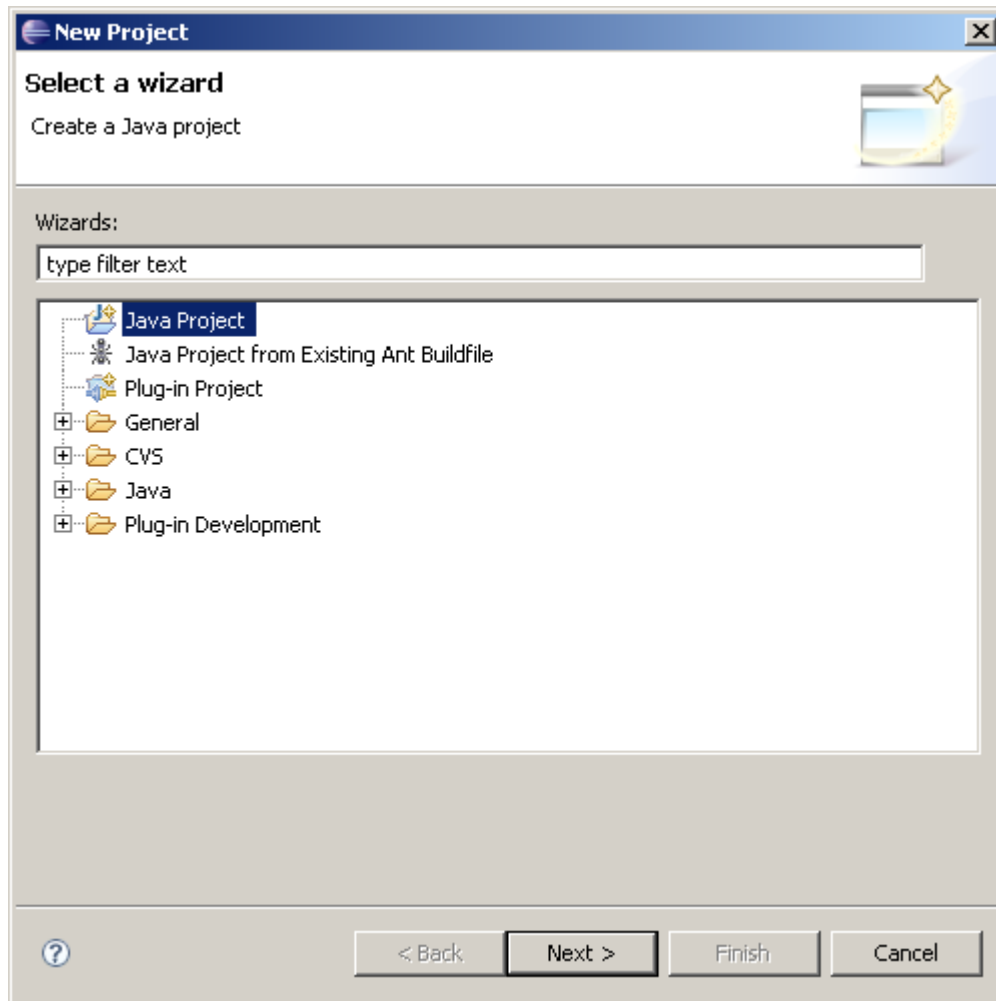 New Project
Select a wizard
Create a Java project
Wizards:
type filter text
Java Project
Java Project from Existing Ant Buildfile
Plug-in Project
General
CVS
Java
Plug-in Development
< Back Next > Finish Cancel